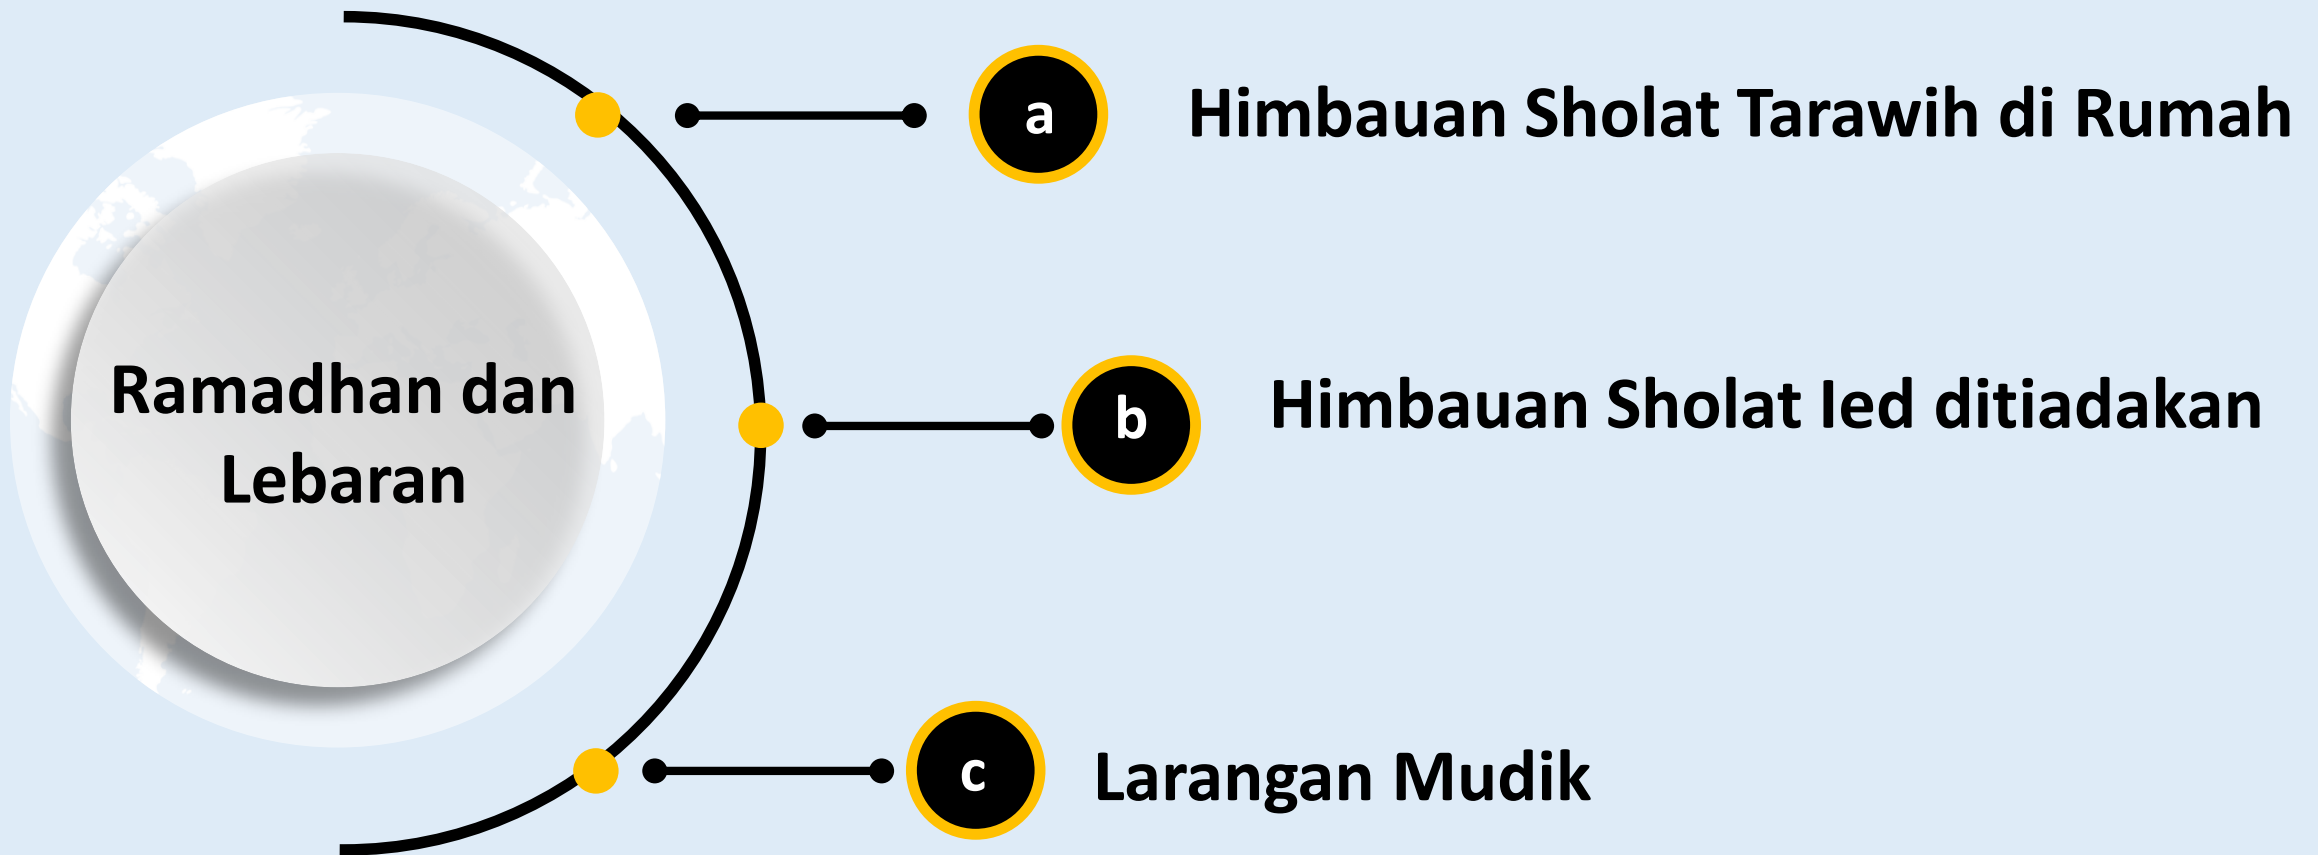 Ramadhan dan
Lebaran
a
Himbauan Sholat Tarawih di Rumah
b
Himbauan Sholat Ied ditiadakan
c
Larangan Mudik